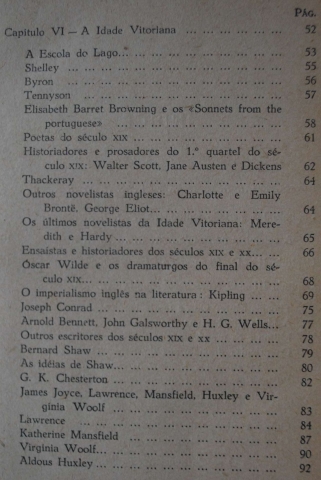 PÁG.
Capítulo VI — A Idade Vitoriana ... ... ... ... ... 52
A Escola do Lago... ... ... ... ... ... ... 53
Shelley ... ... ... ... ... ... ... ... ... 55
Byron ... ... ... ... ... ... ... ... ... 56
Tennyson ... ... ... ... ... ... ... ... ... 57
Elisabeth Barret Browning e os «Sonnets from the
portuguese» ... ... ... ... ... ... ... 58
Poetas do século XIX ... ... ... ... ... ... ... 61
Historiadores e prosadores do 1.° quartel do sé-
culo XIX: Walter Scott, Jane Austen e Dickens 62
Thackeray ... ... ... ... ... ... ... ... 64
Outros novelistas ingleses: Charlotte e Emily
Brontë, George Eliot... ... ... ... ... ... 64
Os últimos novelistas da Idade Vitoriana: Mere-
dith e Hardy ... ... ... ... ... ... ... 65
Ensaístas e historiadores dos séculos XIX e XX... ... 66
Óscar Wilde e os dramaturgos do final do sé-
culo XIX... ... ... ... ... ... ... ... 68
O imperialismo inglês na literatura: Kipling ... ... 69
Joseph Conrad ... ... ... ... ... ... ... 75
Arnold Bennett, John Galsworthy e H. G. Wells... 77
Outros escritores dos séculos XIX e XX ... ... ... 78
Bernard Shaw ... ... ... ... ... ... ... 79
As idéias de Shaw... ... ... ... ... ... ... 80
G. K. Chesterton ... ... ... ... ... ... ... 82
James Joyce, Lawrence, Mansfield, Huxley e Vir-
gínia Woolf ... ... ... ... ... ... ... 83
Lawrence ... ... ... ... ... ... ... ... 84
Katherine Mansfield ... ... ... ... ... ... 87
Virginia Woolf... ... ... ... ... ... ... 90
Aldous Huxley... ... ... ... ... ... ... 92